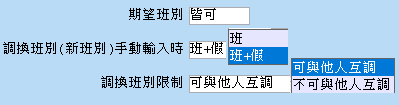 期望班別 皆可
調換班別(新班別)手動輸入時 班+假
班
班+假
調換班別限制 可與他人互調
可與他人互調
不可與他人互調